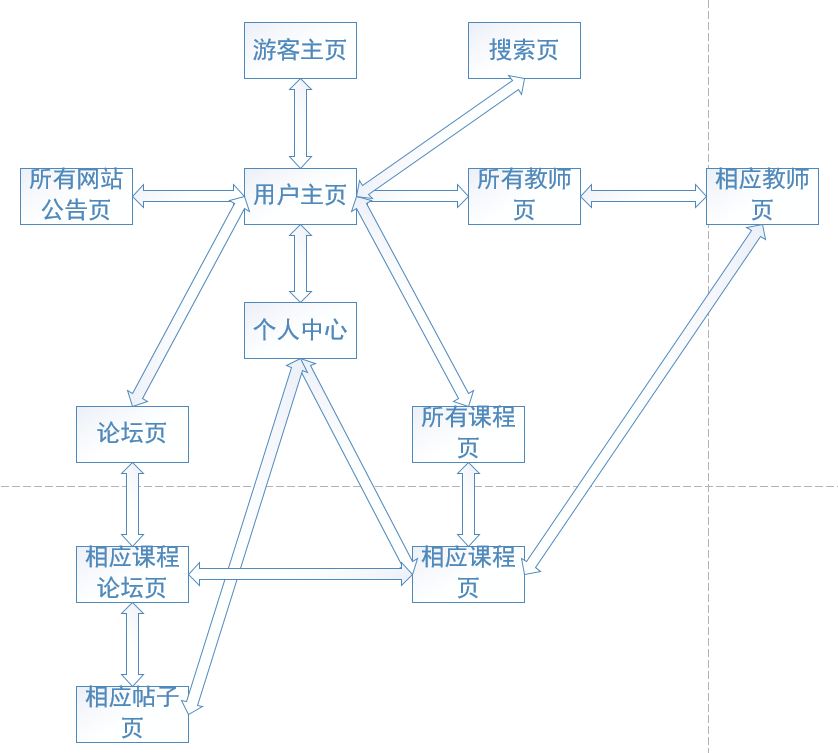 游客主页
搜索页
所有网站
公告页
用户主页
所有教师
页
相应教师
页
个人中心
论坛页
所有课程
页
相应课程
论坛页
相应课程
页
相应帖子
页